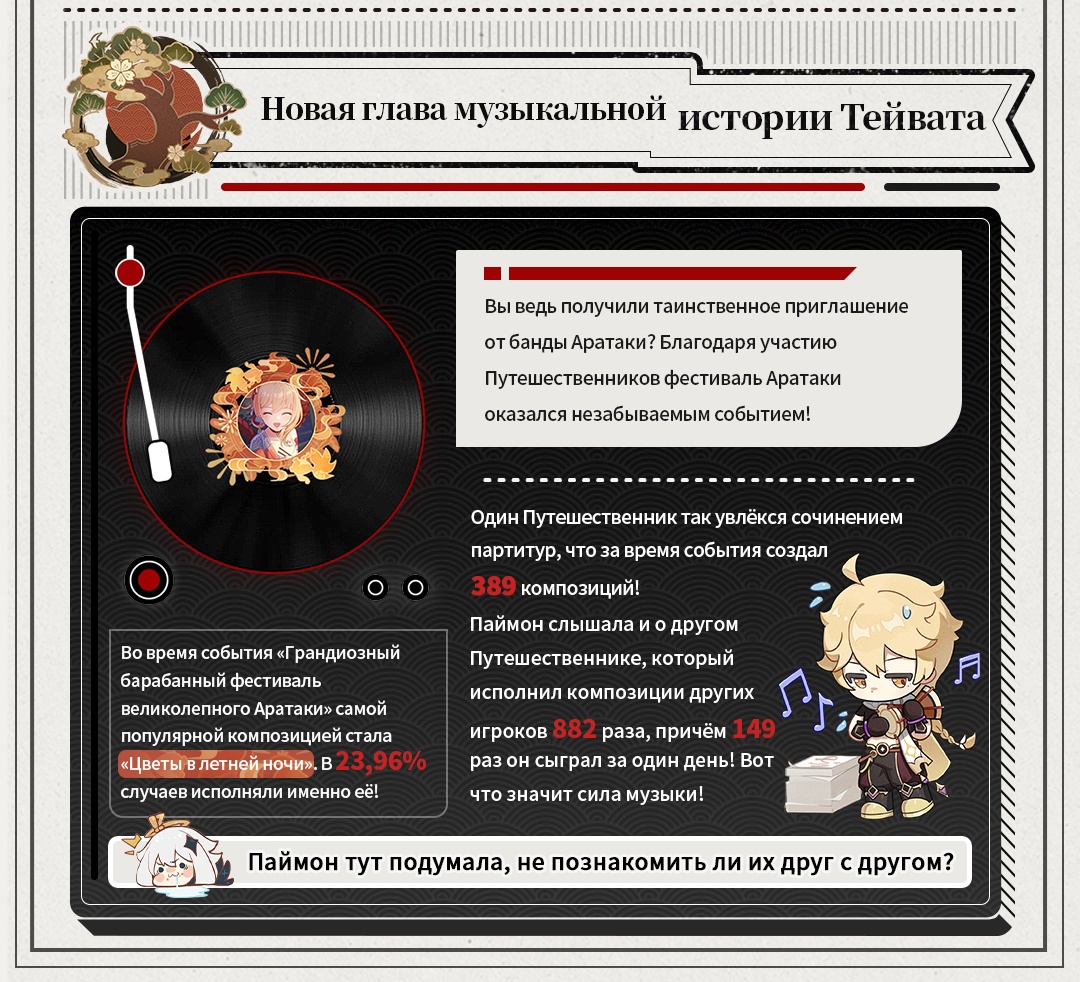 Новая глава музыкальной истории Тейвата
Вы ведь получили таинственное приглашение
от банды Аратаки? Благодаря участию
Путешественников фестиваль Аратаки
оказался незабываемым событием!
Один Путешественник так увлёкся сочинением
партитур, что за время события создал
389 композиций!
Паймон слышала и о другом
Путешественнике, который
исполнил композиции других
игроков 882 раза, причём 149
раз он сыграл за один день! Вот
что значит сила музыки!
Во время события «Грандиозный
барабанный фестиваль
великолепного Аратаки» самой
популярной композицией стала
«Цветы в летней ночи». В 23,96%
случаев исполняли именно её!
Паймон тут подумала, не познакомить ли их друг с другом?